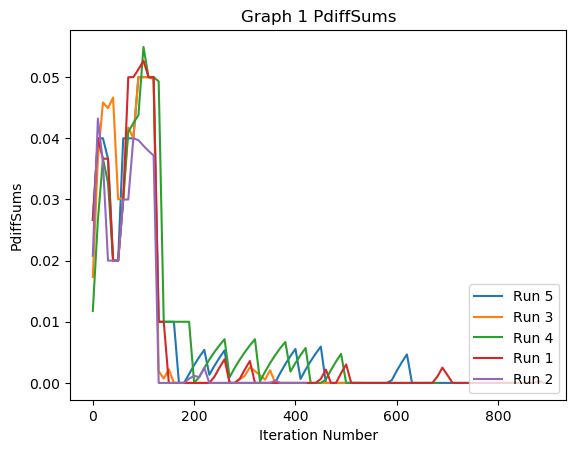 Graph 1 PdiffSums
PdiffSums
0.05
0.04
0.03
0.02
0.01
0.00
Run 5
Run 3
Run 4
Run 1
Run 2
0 200 400 600 800
Iteration Number